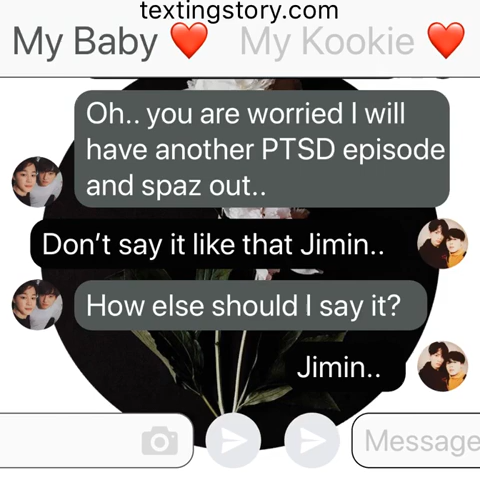 textingstory.com
My Baby ❤️ My Kookie ❤️
Oh.. you are worried I will
have another PTSD episode
and spaz out..
Don’t say it like that Jimin..
How else should I say it?
Jimin..
Message